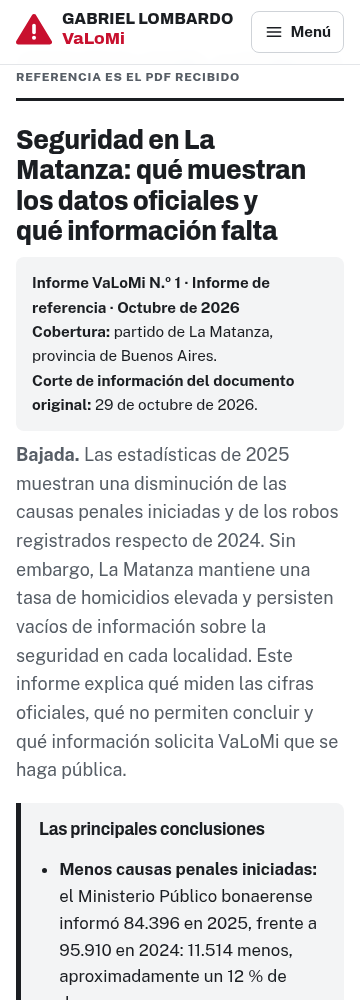 GABRIEL LOMBARDO
VaLoMi
Menú
REFERENCIA ES EL PDF RECIBIDO
Seguridad en La
Matanza: qué muestran
los datos oficiales y
qué información falta
Informe VaLoMi N.º 1 · Informe de
referencia · Octubre de 2026
Cobertura: partido de La Matanza,
provincia de Buenos Aires.
Corte de información del documento
original: 29 de octubre de 2026.
Bajada. Las estadísticas de 2025
muestran una disminución de las
causas penales iniciadas y de los robos
registrados respecto de 2024. Sin
embargo, La Matanza mantiene una
tasa de homicidios elevada y persisten
vacíos de información sobre la
seguridad en cada localidad. Este
informe explica qué miden las cifras
oficiales, qué no permiten concluir y
qué información solicita VaLoMi que se
haga pública.
Las principales conclusiones
• Menos causas penales iniciadas:
el Ministerio Público bonaerense
informó 84.396 en 2025, frente a
95.910 en 2024: 11.514 menos,
aproximadamente un 12 % de